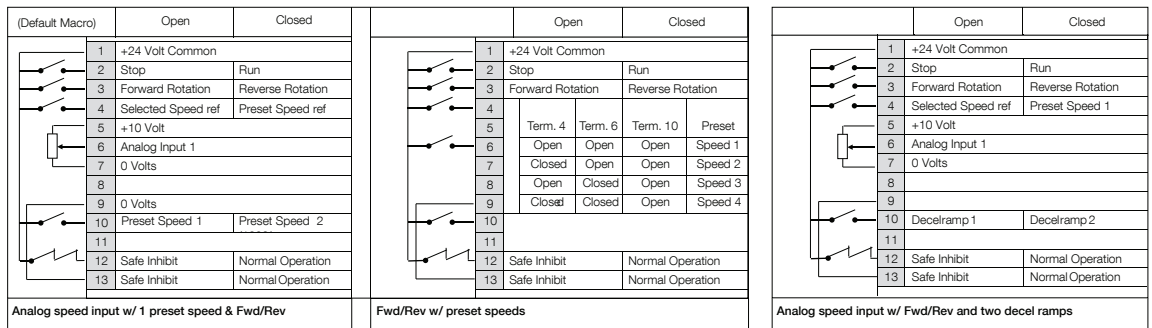 (Default Macro) Open Closed
1 +24 Volt Common
2 Stop Run
3 Forward Rotation Reverse Rotation
4 Selected Speed ref Preset Speed ref
5 +10 Volt
6 Analog Input 1
7 0 Volts
8
9 0 Volts
10 Preset Speed 1 Preset Speed 2
11
12 Safe Inhibit Normal Operation
13 Safe Inhibit Normal Operation
Analog speed input w/ 1 preset speed & Fwd/Rev
Open Closed
1 +24 Volt Common
2 Stop Run
3 Forward Rotation Reverse Rotation
4
5 Term. 4 Term. 6 Term. 10 Preset
6 Open Open Open Speed 1
7 Closed Open Open Speed 2
8 Open Closed Open Speed 3
9 Closed Closed Open Speed 4
10
11
12 Safe Inhibit Normal Operation
13 Safe Inhibit Normal Operation
Fwd/Rev w/ preset speeds
Open Closed
1 +24 Volt Common
2 Stop Run
3 Forward Rotation Reverse Rotation
4 Selected Speed ref Preset Speed 1
5 +10 Volt
6 Analog Input 1
7 0 Volts
8
9
10 Decelramp 1 Decelramp 2
11
12 Safe Inhibit Normal Operation
13 Safe Inhibit Normal Operation
Analog speed input w/ Fwd/Rev and two decel ramps